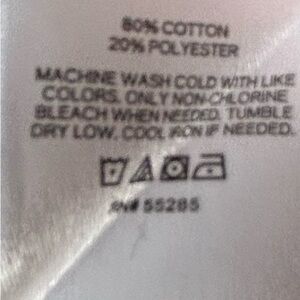 80% COTTON
20% POLYESTER
MACHINE WASH COLD WITH LIKE
COLORS. ONLY NON-CHLORINE
BLEACH WHEN NEEDED. TUMBLE
DRY LOW, COOL IRON IF NEEDED.
RN# 55285